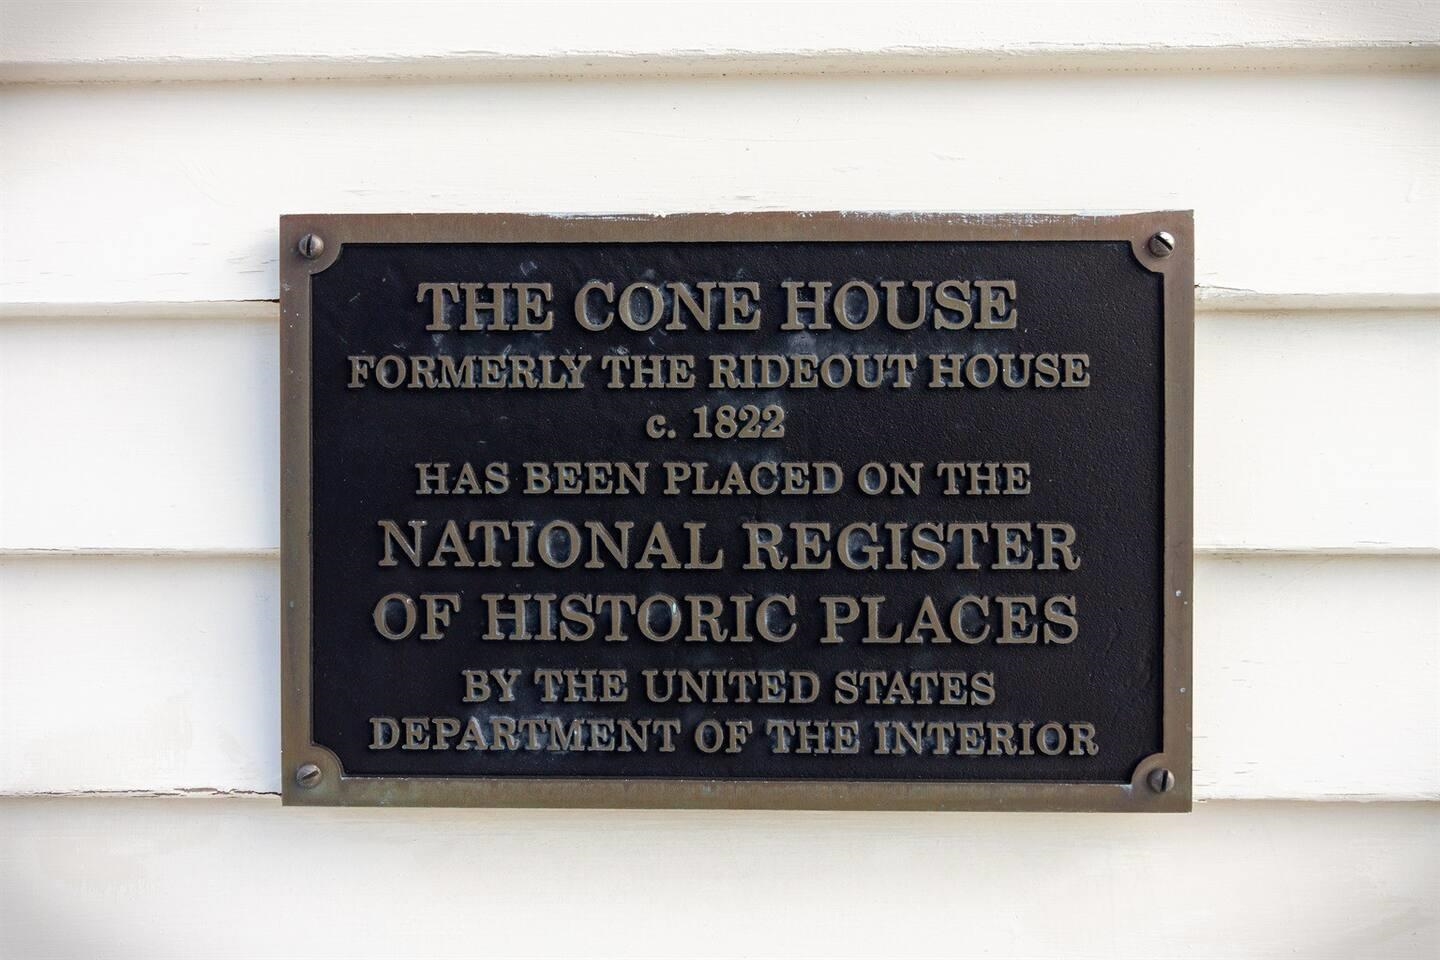 THE CONE HOUSE
FORMERLY THE RIDEOUT HOUSE
c. 1822
HAS BEEN PLACED ON THE
NATIONAL REGISTER
OF HISTORIC PLACES
BY THE UNITED STATES
DEPARTMENT OF THE INTERIOR